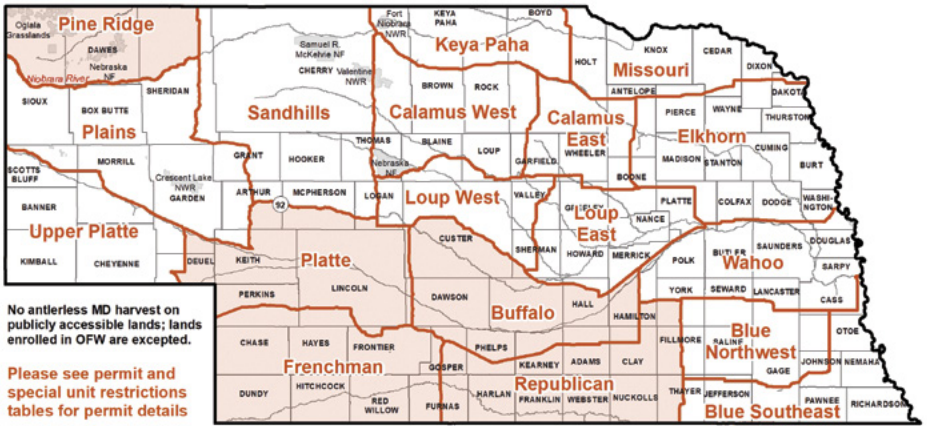 Pine Ridge
Oglala
Grasslands
DAWES
Nebraska
NF
Niobrara River
SIOUX
BOX BUTTE
SHERIDAN
Plains
SCOTTS
BLUFF
MORRILL
Crescent Lake
NWR
GARDEN
BANNER
Upper Platte
KIMBALL
CHEYENNE
DEUEL
Fort
Niobrara
NWR
Samuel R.
McKelvie NF
CHERRY
Valentine
NWR
Sandhills
GRANT
HOOKER
THOMAS
Nebraska
NF
ARTHUR
MCPHERSON
LOGAN
92
KEYA
PAHA
BOYD
Keya Paha
HOLT
BROWN
ROCK
Calamus West
BLAINE
LOUP
Calamus
East
GARFIELD
WHEELER
KNOX
CEDAR
DIXON
Missouri
ANTELOPE
DAKOTA
PIERCE
WAYNE
THURSTON
Elkhorn
CUMING
MADISON
STANTON
BURT
BOONE
Loup West
VALLEY
GREELEY
Loup
East
NANCE
PLATTE
COLFAX
DODGE
WASHI-
NGTON
CUSTER
SHERMAN
HOWARD
MERRICK
POLK
BUTLER
SAUNDERS
DOUGLAS
Wahoo
SARPY
KEITH
Platte
LINCOLN
PERKINS
DAWSON
Buffalo
HALL
HAMILTON
YORK
SEWARD
LANCASTER
CASS
OTOE
No antlerless MD harvest on
publicly accessible lands; lands
enrolled in OFW are excepted.
Please see permit and
special unit restrictions
tables for permit details
CHASE
HAYES
FRONTIER
Frenchman
GOSPER
PHELPS
KEARNEY
ADAMS
CLAY
FILLMORE
SALINE
Blue
Northwest
GAGE
JOHNSON
NEMAHA
DUNDY
HITCHCOCK
RED
WILLOW
FURNAS
HARLAN
Republican
FRANKLIN
WEBSTER
NUCKOLLS
THAYER
JEFFERSON
PAWNEE
RICHARDSON
Blue Southeast